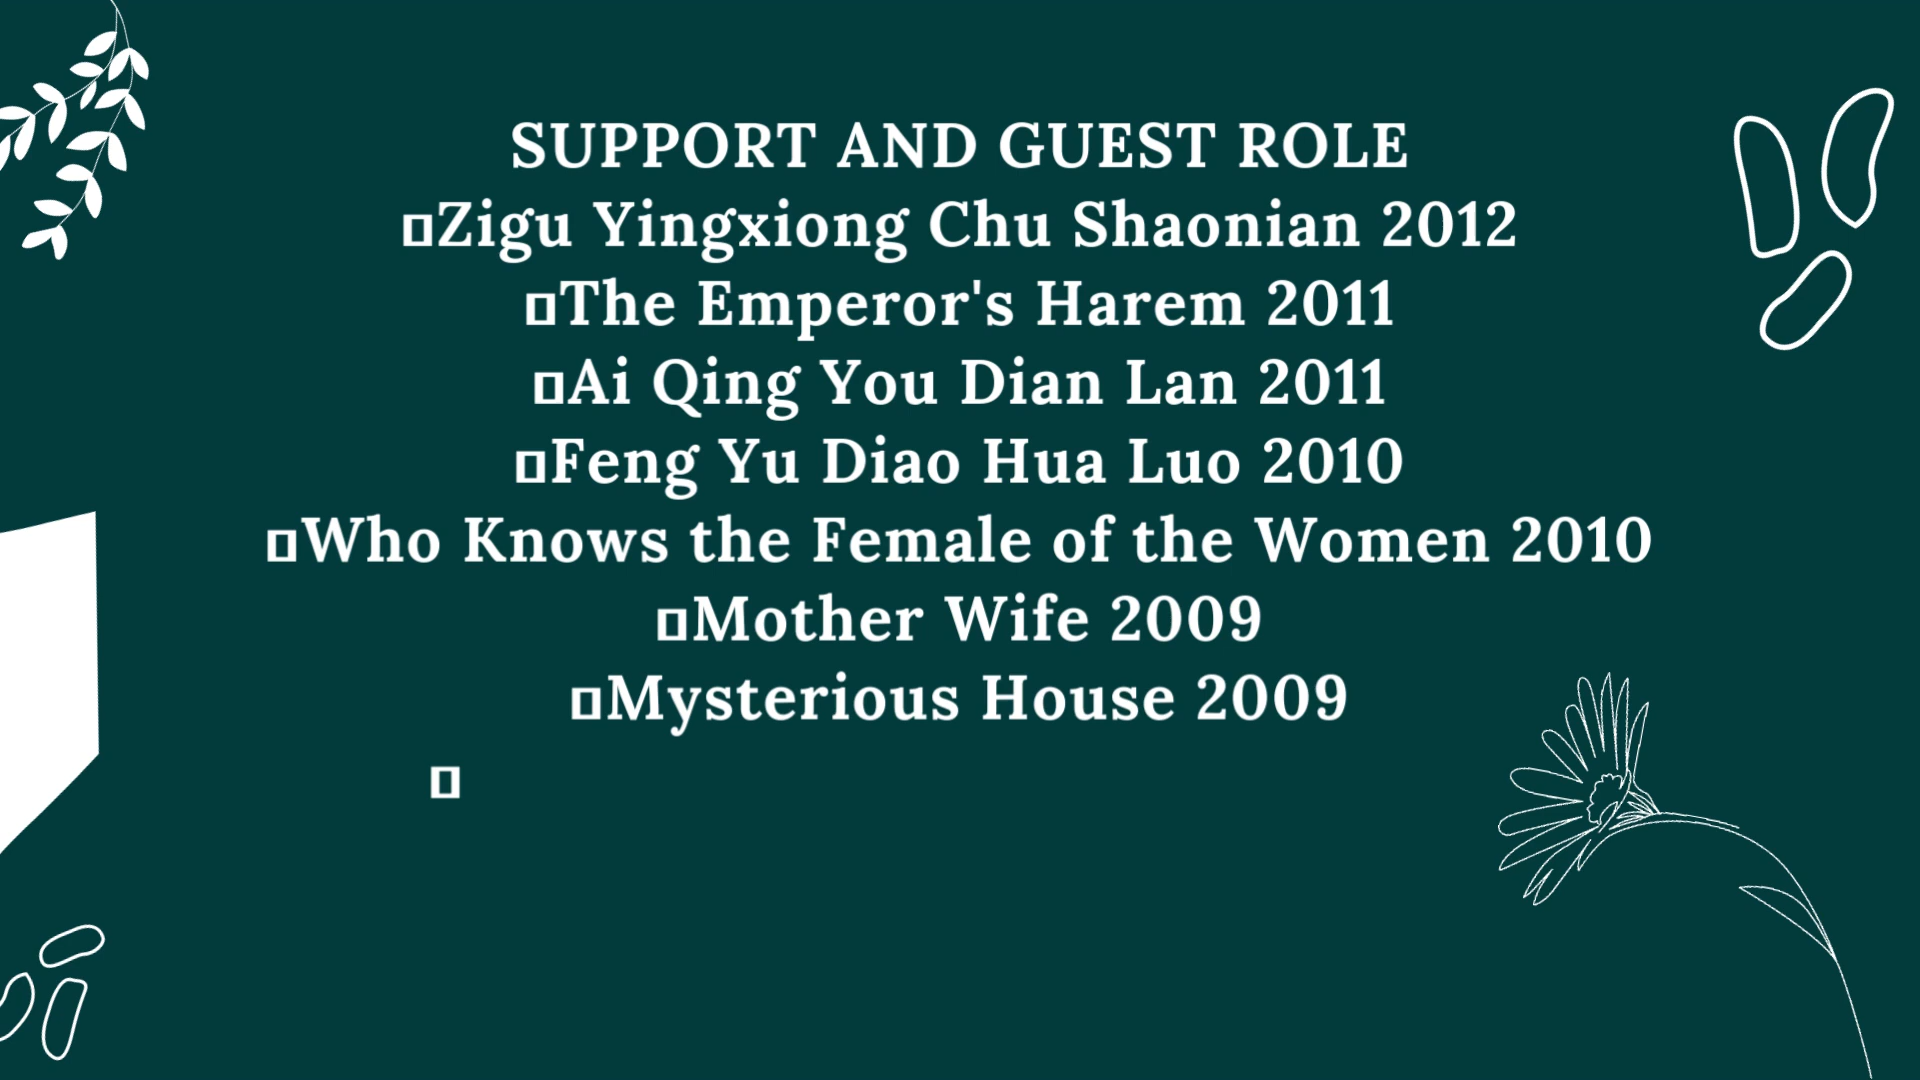 SUPPORT AND GUEST ROLE
Zigu Yingxiong Chu Shaonian 2012
The Emperor's Harem 2011
Ai Qing You Dian Lan 2011
Feng Yu Diao Hua Luo 2010
Who Knows the Female of the Women 2010
Mother Wife 2009
Mysterious House 2009